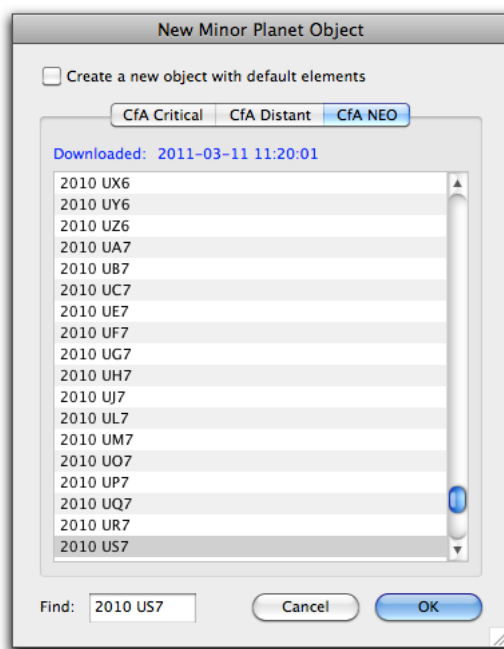 New Minor Planet Object
Create a new object with default elements
CfA Critical CfA Distant CfA NEO
Downloaded: 2011-03-11 11:20:01
2010 UX6
2010 UY6
2010 UZ6
2010 UA7
2010 UB7
2010 UC7
2010 UE7
2010 UF7
2010 UG7
2010 UH7
2010 UJ7
2010 UL7
2010 UM7
2010 UO7
2010 UP7
2010 UQ7
2010 UR7
2010 US7
Find: 2010 US7 Cancel OK